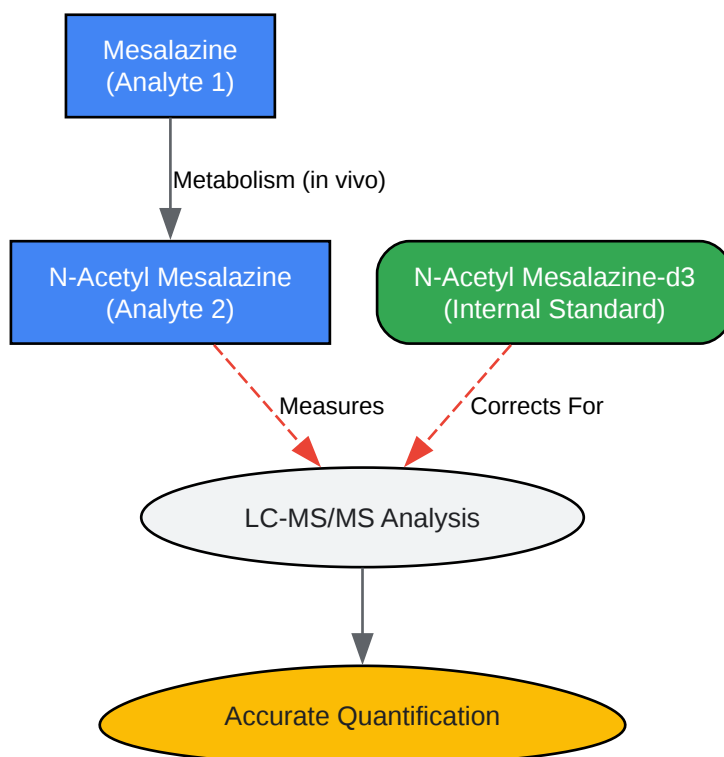 Mesalazine
(Analyte 1)
Metabolism (in vivo)
N-Acetyl Mesalazine
(Analyte 2)
N-Acetyl Mesalazine-d3
(Internal Standard)
Measures
Corrects For
LC-MS/MS Analysis
Accurate Quantification